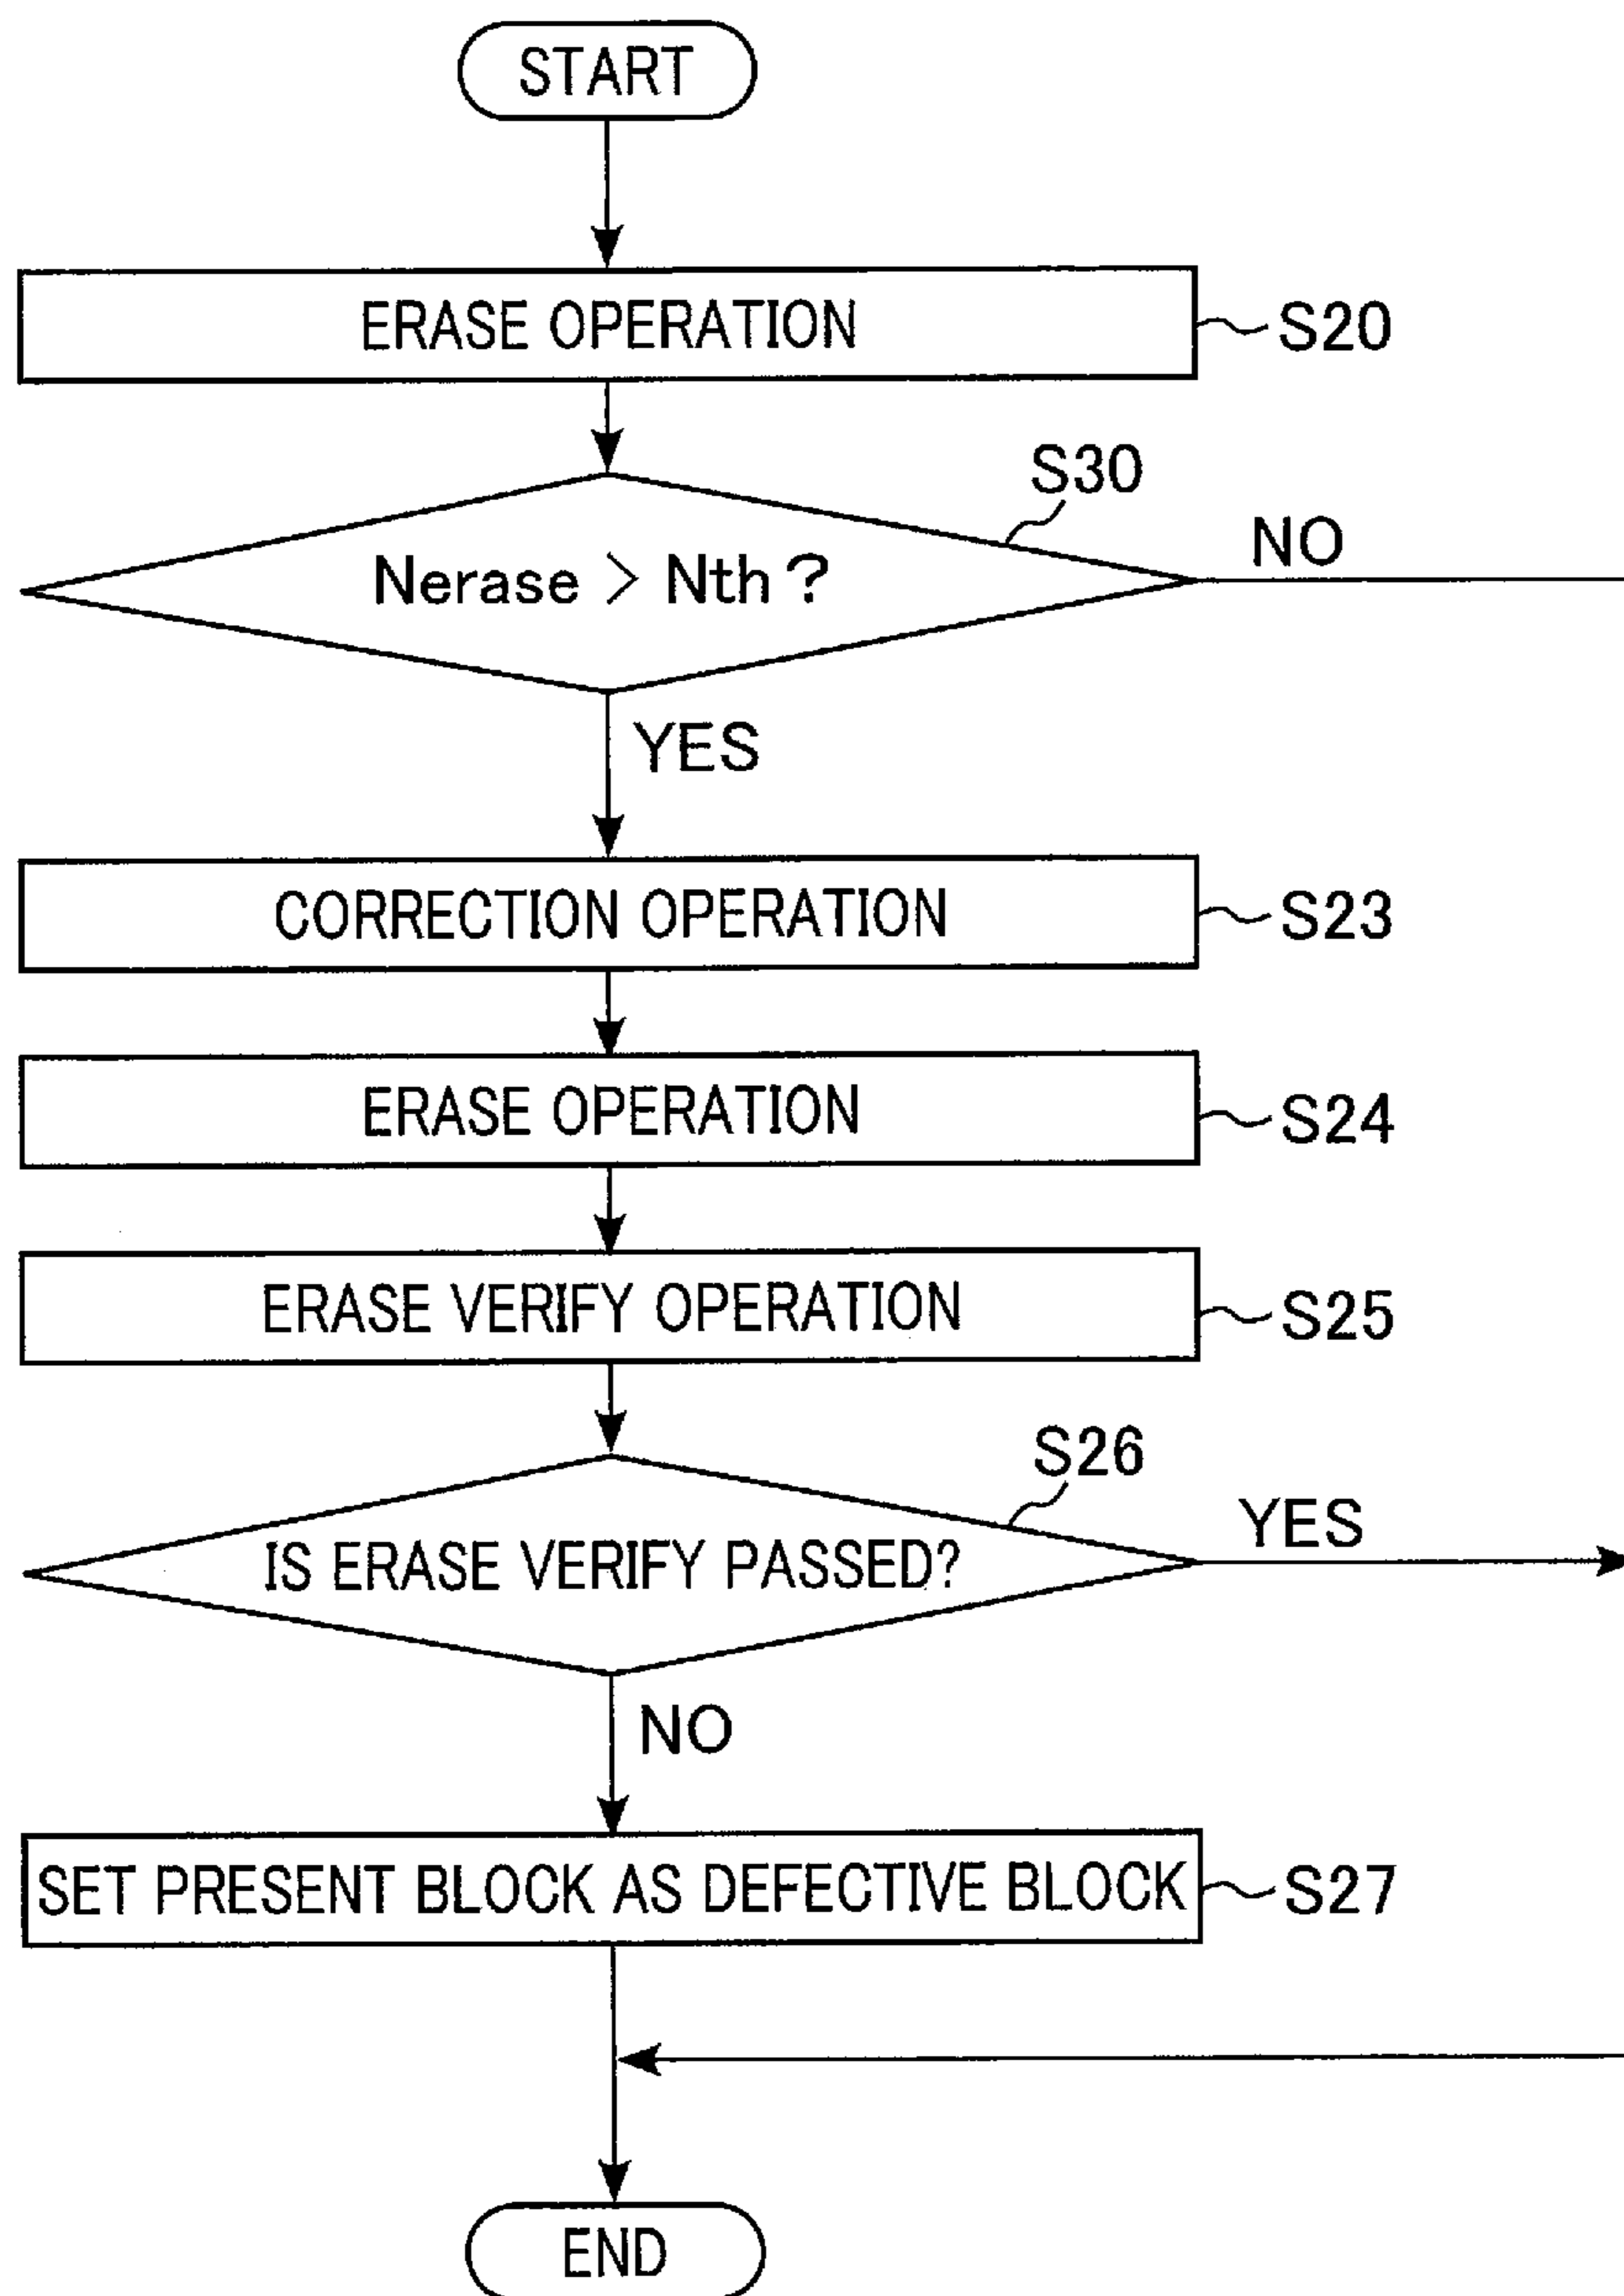 START
ERASE OPERATION
S20
S30
Nerase > Nth ?
NO
YES
CORRECTION OPERATION
S23
ERASE OPERATION
S24
ERASE VERIFY OPERATION
S25
S26
IS ERASE VERIFY PASSED?
YES
NO
SET PRESENT BLOCK AS DEFECTIVE BLOCK
S27
END